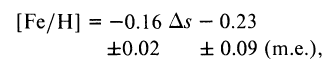 [Fe/H] = −0.16 Δs − 0.23
±0.02 ± 0.09 (m.e.),